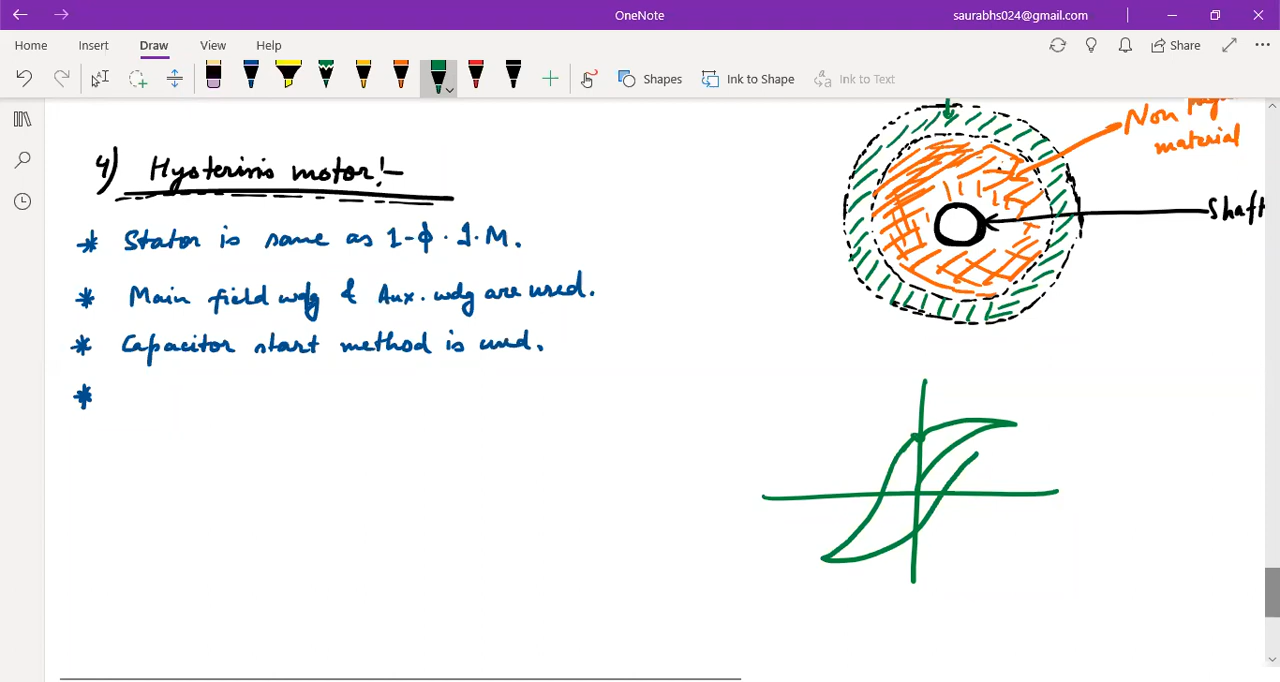 OneNote
saurabhs024@gmail.com
Home Insert Draw View Help
Share
Shapes Ink to Shape Ink to Text
4) Hysterisis motor!-
* Stator is same as 1-ϕ. I.M.
* Main field wdg & Aux. wdg are used.
* Capacitor start method is used.
*
Non
material
Shaft